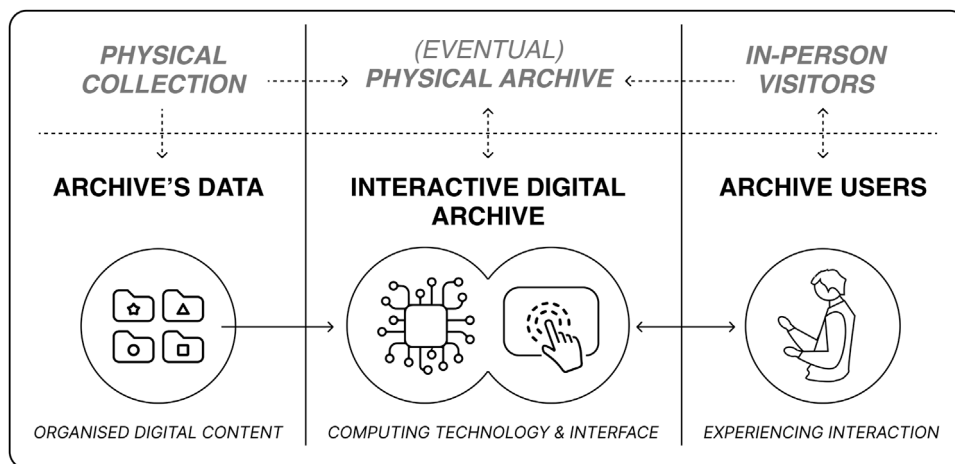 PHYSICAL
COLLECTION
(EVENTUAL)
PHYSICAL ARCHIVE
IN-PERSON
VISITORS
ARCHIVE'S DATA
INTERACTIVE DIGITAL
ARCHIVE
ARCHIVE USERS
ORGANISED DIGITAL CONTENT
COMPUTING TECHNOLOGY & INTERFACE
EXPERIENCING INTERACTION